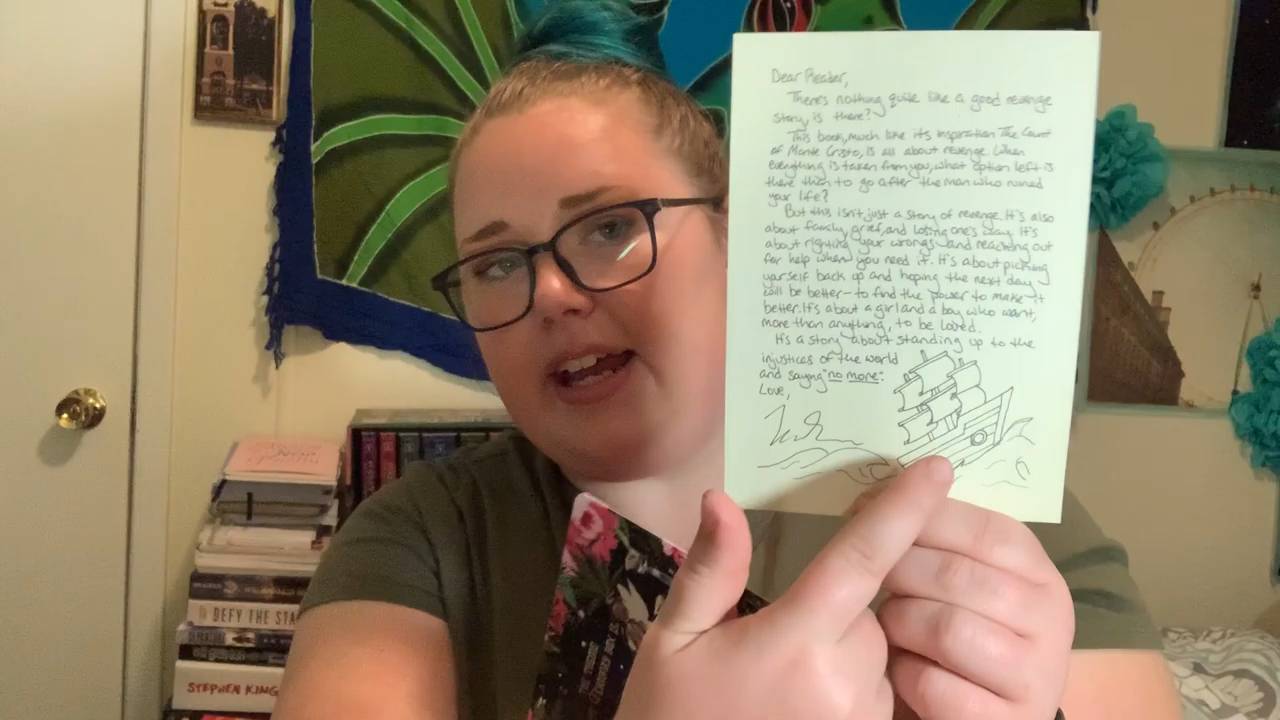 Dear Reader,
There's nothing quite like a good revenge
story, is there?
This book, much like its inspiration The Count
of Monte Cristo, is all about revenge. When
everything is taken from you, what option left is
there than to go after the man who ruined
your life?
But this isn't just a story of revenge. It's also
about family, grief, and losing one's way. It's
about righting your wrongs and reaching out
for help when you need it. It's about picking
yourself back up and hoping the next day
will be better - to find the power to make it
better. It's about a girl and a boy who want,
more than anything, to be loved.
It's a story about standing up to the
injustices of the world
and saying "no more".
Love,
DEFY THE STA
STEPHEN KING